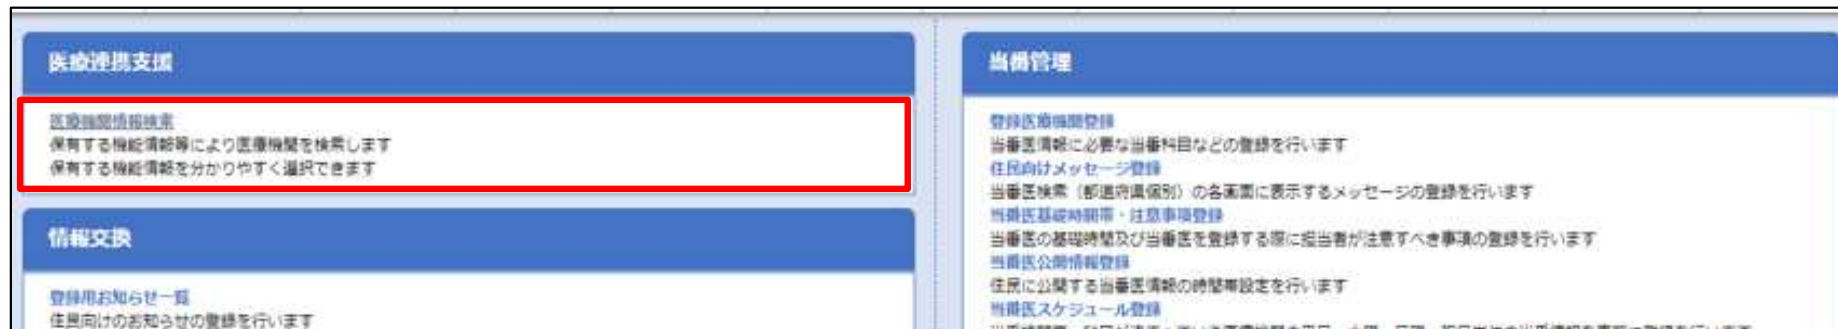 医療連携支援
医療機関情報検索
保有する機能情報等により医療機関を検索します
保有する機能情報を分かりやすく選択できます
情報交換
登録用お知らせ一覧
住民向けのお知らせの登録を行います
当番管理
登録医療機関登録
当番医情報に必要な当番科目などの登録を行います
住民向けメッセージ登録
当番医検索（都道府県個別）の各画面に表示するメッセージの登録を行います
当番医基礎時間帯・注意事項登録
当番医の基礎時間及び当番医を登録する際に担当者が注意すべき事項の登録を行います
当番医公開情報登録
住民に公開する当番医情報の時間帯設定を行います
当番医スケジュール登録